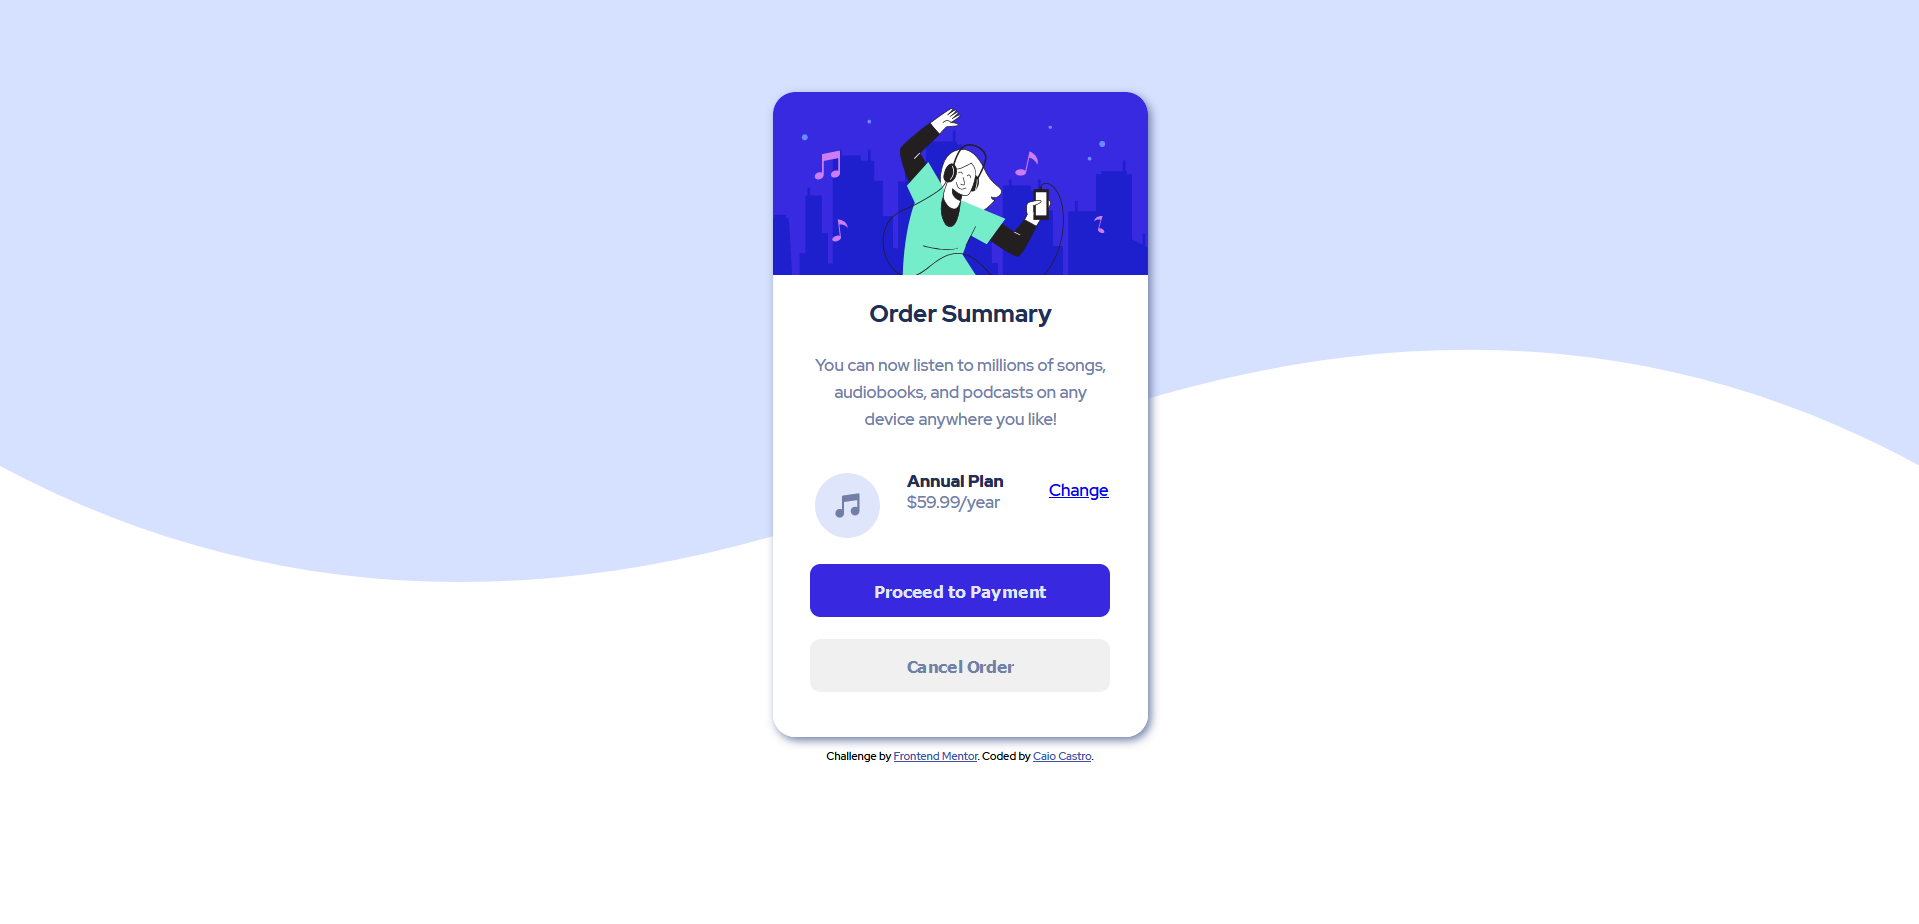 Order Summary
You can now listen to millions of songs,
audiobooks, and podcasts on any
device anywhere you like!
Annual Plan
$59.99/year
Change
Proceed to Payment
Cancel Order
Challenge by Frontend Mentor. Coded by Caio Castro.